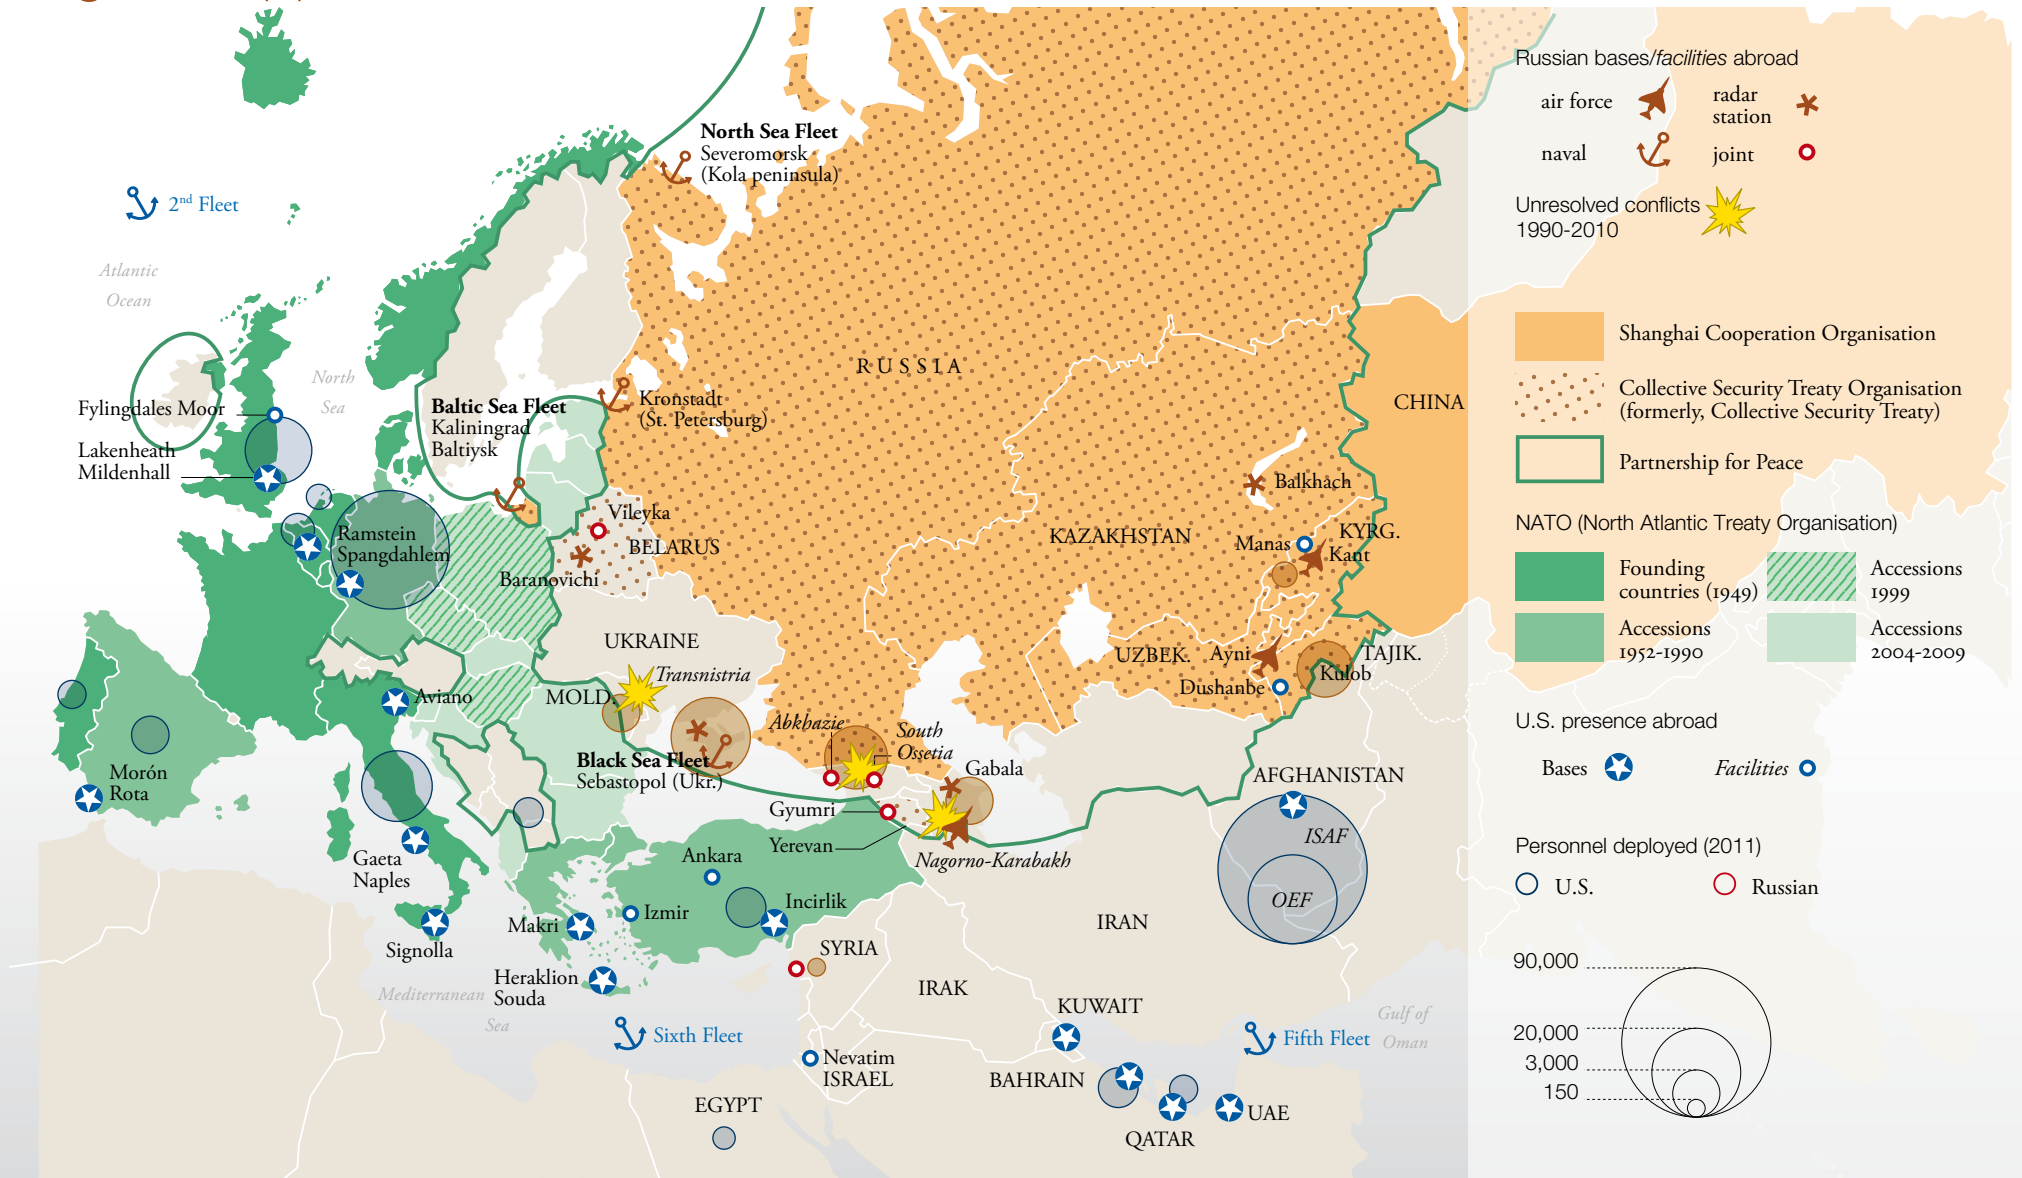 North Sea Fleet
Severomorsk
(Kola peninsula)
2nd Fleet
Atlantic
Ocean
North
Sea
Fylingdales Moor
Lakenheath
Mildenhall
Baltic Sea Fleet
Kaliningrad
Baltiysk
Kronstadt
(St. Petersburg)
RUSSIA
CHINA
Ramstein
Spangdahlem
Vileyka
BELARUS
Baranovichi
Balkhach
KAZAKHSTAN
KYRG.
Manas
Kant
UKRAINE
Transnistria
MOLD.
Aviano
UZBEK.
Ayni
TAJIK.
Kulob
Dushanbe
Morón
Rota
Abkhazie
South
Ossetia
Black Sea Fleet
Sebastopol (Ukr.)
Gabala
Gyumri
Yerevan
Nagorno-Karabakh
AFGHANISTAN
ISAF
OEF
Gaeta
Naples
Ankara
Izmir
Incirlik
Makri
Signolla
Heraklion
Souda
Mediterranean
Sea
SYRIA
IRAK
IRAN
KUWAIT
Sixth Fleet
Fifth Fleet
Gulf of
Oman
Nevatim
ISRAEL
BAHRAIN
EGYPT
QATAR
UAE
Russian bases/facilities abroad
air force
radar
station
naval
joint
Unresolved conflicts
1990-2010
Shanghai Cooperation Organisation
Collective Security Treaty Organisation
(formerly, Collective Security Treaty)
Partnership for Peace
NATO (North Atlantic Treaty Organisation)
Founding
countries (1949)
Accessions
1999
Accessions
1952-1990
Accessions
2004-2009
U.S. presence abroad
Bases
Facilities
Personnel deployed (2011)
U.S.
Russian
90,000
20,000
3,000
150